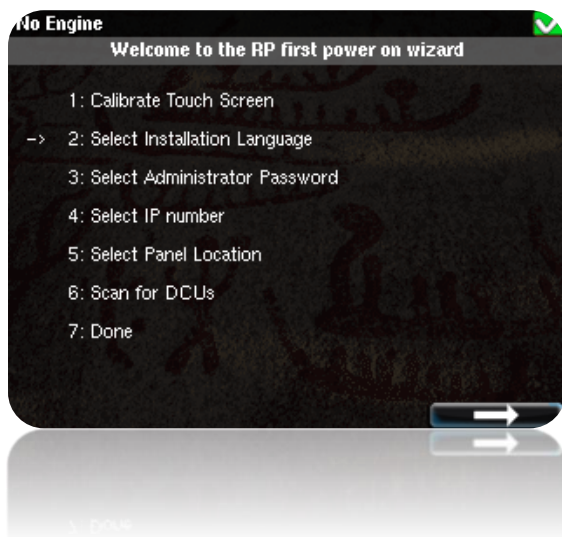 No Engine
Welcome to the RP first power on wizard
1: Calibrate Touch Screen
-> 2: Select Installation Language
3: Select Administrator Password
4: Select IP number
5: Select Panel Location
6: Scan for DCUs
7: Done